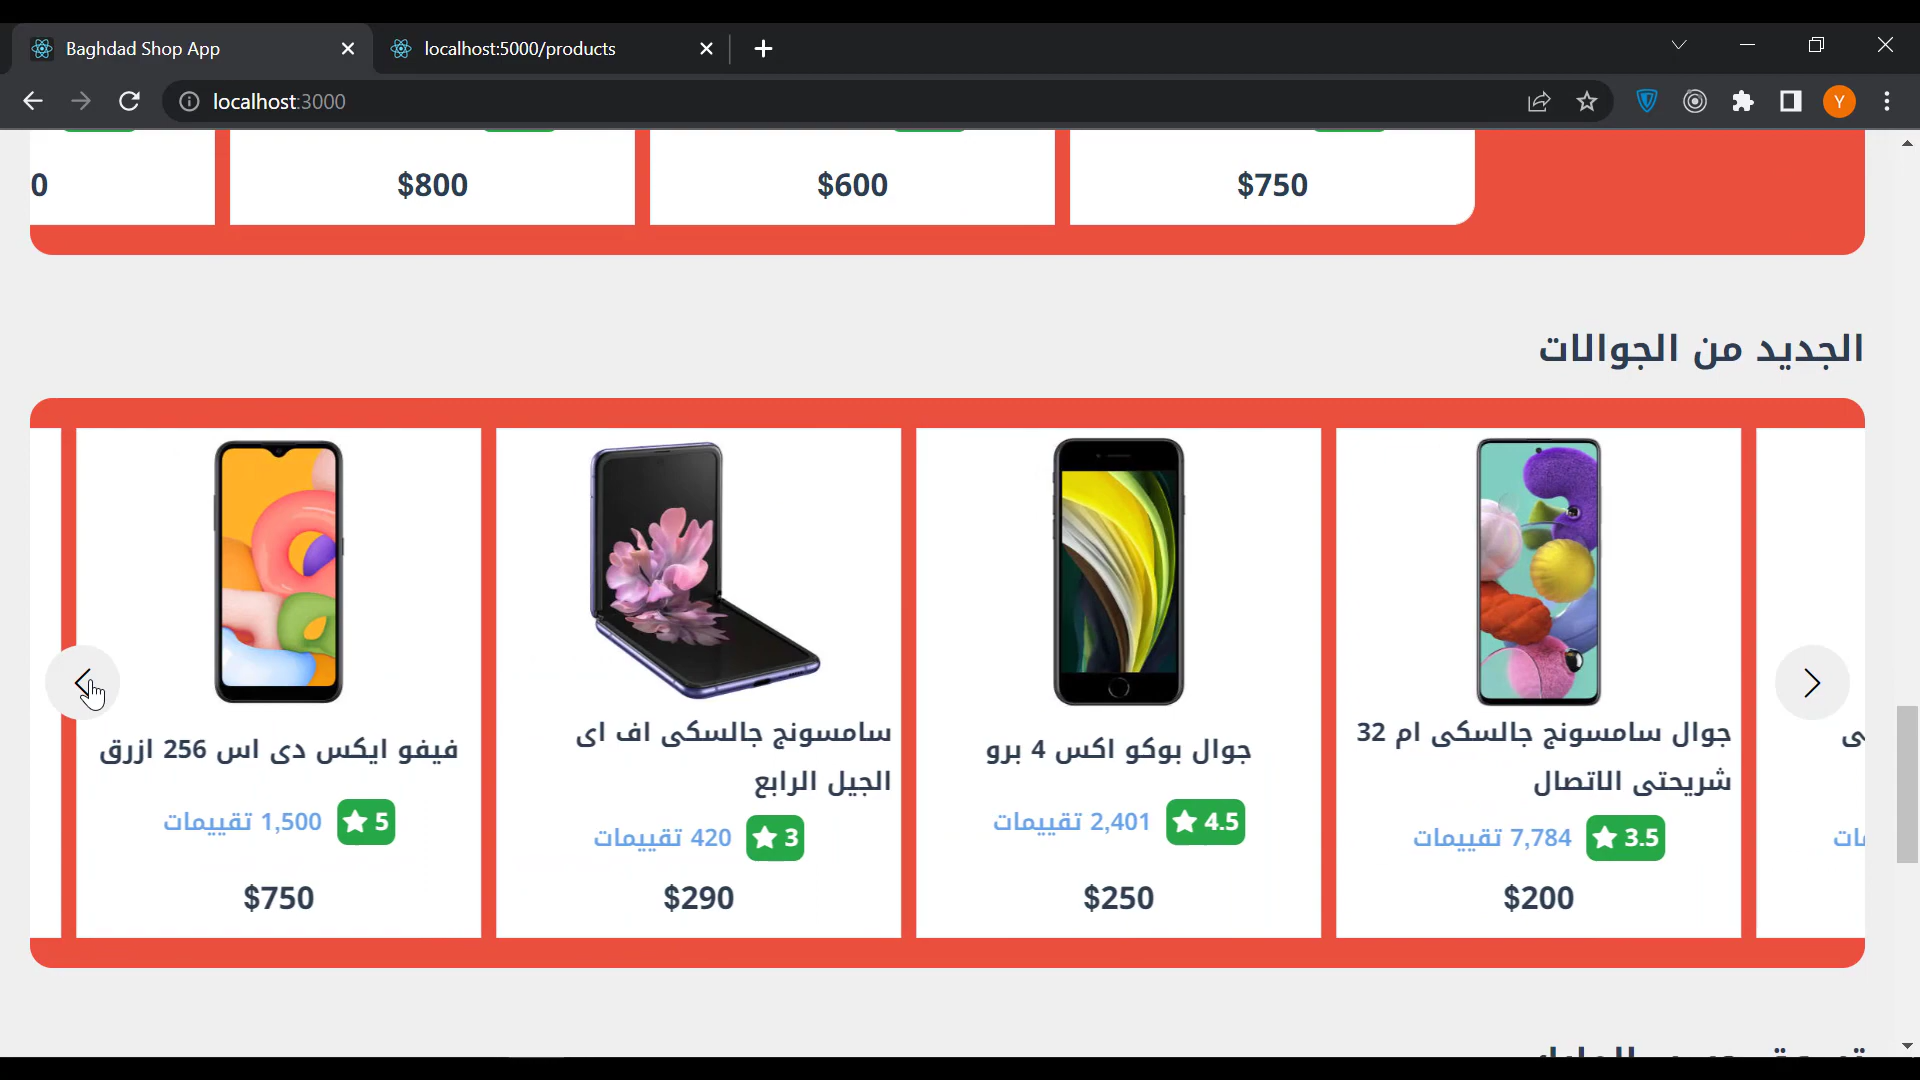 Baghdad Shop App
localhost:5000/products
localhost:3000
Y
$800
$600
$750
الجديد من الجوالات
جوال سامسونج جالسكى ام 32
شريحتى الاتصال
3.5
7,784 تقييمات
$200
جوال بوكو اكس 4 برو
4.5
2,401 تقييمات
$250
سامسونج جالسكى اف اى
الجيل الرابع
3
420 تقييمات
$290
فيفو ايكس دى اس 256 ازرق
5
1,500 تقييمات
$750